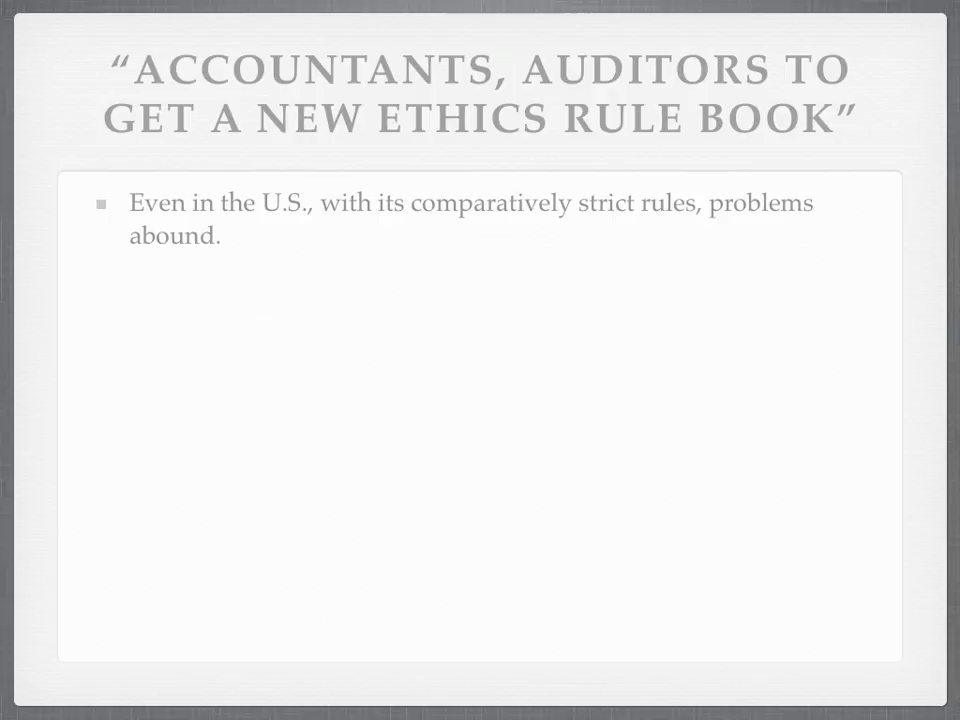 “ACCOUNTANTS, AUDITORS TO
GET A NEW ETHICS RULE BOOK”
Even in the U.S., with its comparatively strict rules, problems
abound.